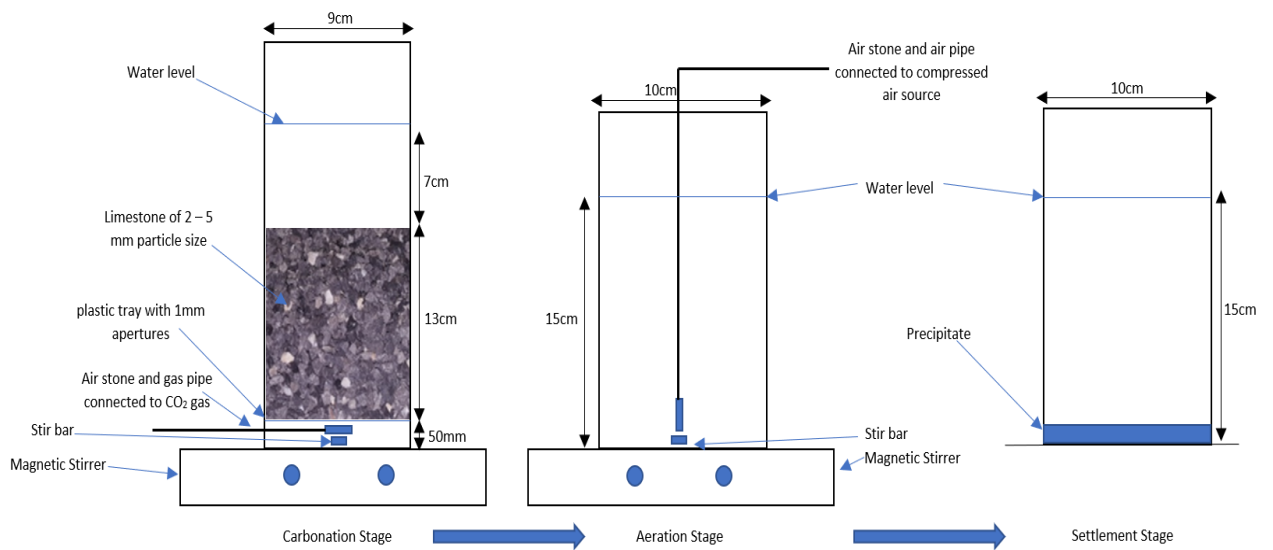 9cm
Water level
7cm
Limestone of 2 – 5
mm particle size
13cm
plastic tray with 1mm
apertures
Air stone and gas pipe
connected to CO₂ gas
Stir bar
50mm
Magnetic Stirrer
Carbonation Stage
Air stone and air pipe
connected to compressed
air source
10cm
Water level
15cm
Stir bar
Magnetic Stirrer
Aeration Stage
10cm
15cm
Precipitate
Settlement Stage